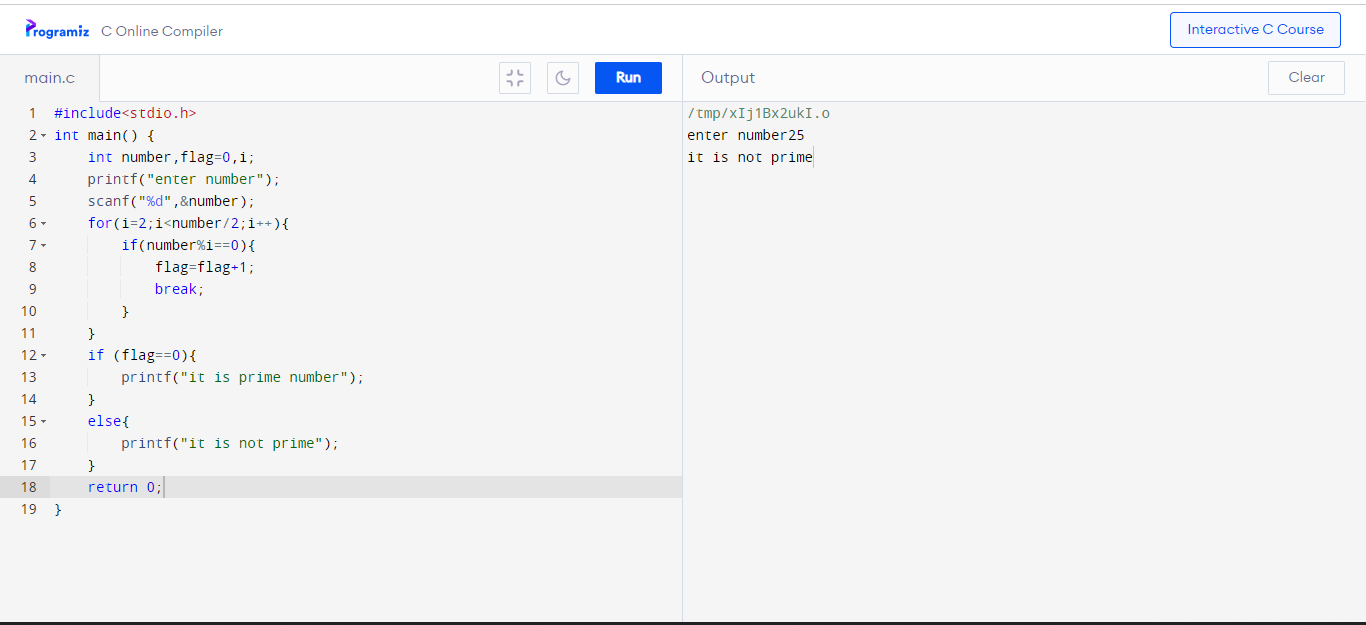 Programiz C Online Compiler Interactive C Course
main.c Run Output Clear
1 #include<stdio.h>
2 int main() {
3     int number,flag=0,i;
4     printf("enter number");
5     scanf("%d",&number);
6     for(i=2;i<number/2;i++){
7         if(number%i==0){
8             flag=flag+1;
9             break;
10         }
11     }
12     if (flag==0){
13         printf("it is prime number");
14     }
15     else{
16         printf("it is not prime");
17     }
18     return 0;
19 }
/tmp/xIj1Bx2ukI.o
enter number25
it is not prime